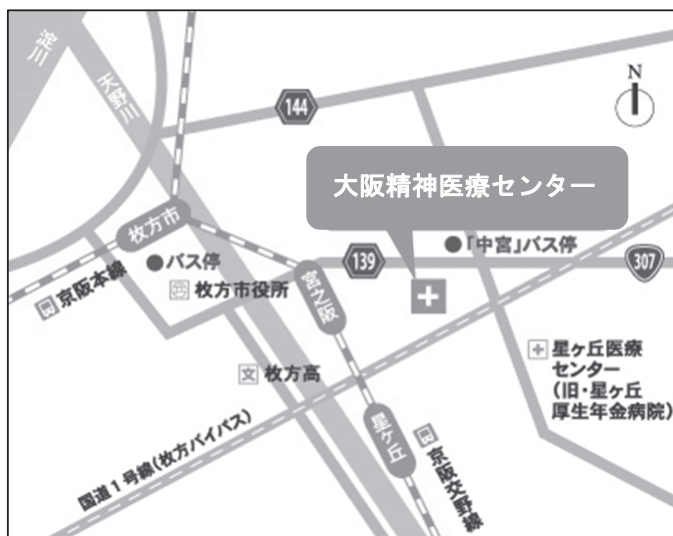 淀川
天野川
N
144
大阪精神医療センター
枚方市
●バス停
139
●「中宮」バス停
307
京阪本線
枚方市役所
宮之阪
文 枚方高
星ヶ丘医療
センター
(旧・星ヶ丘
厚生年金病院)
星ヶ丘
国道1号線(枚方バイパス)
京阪交野線